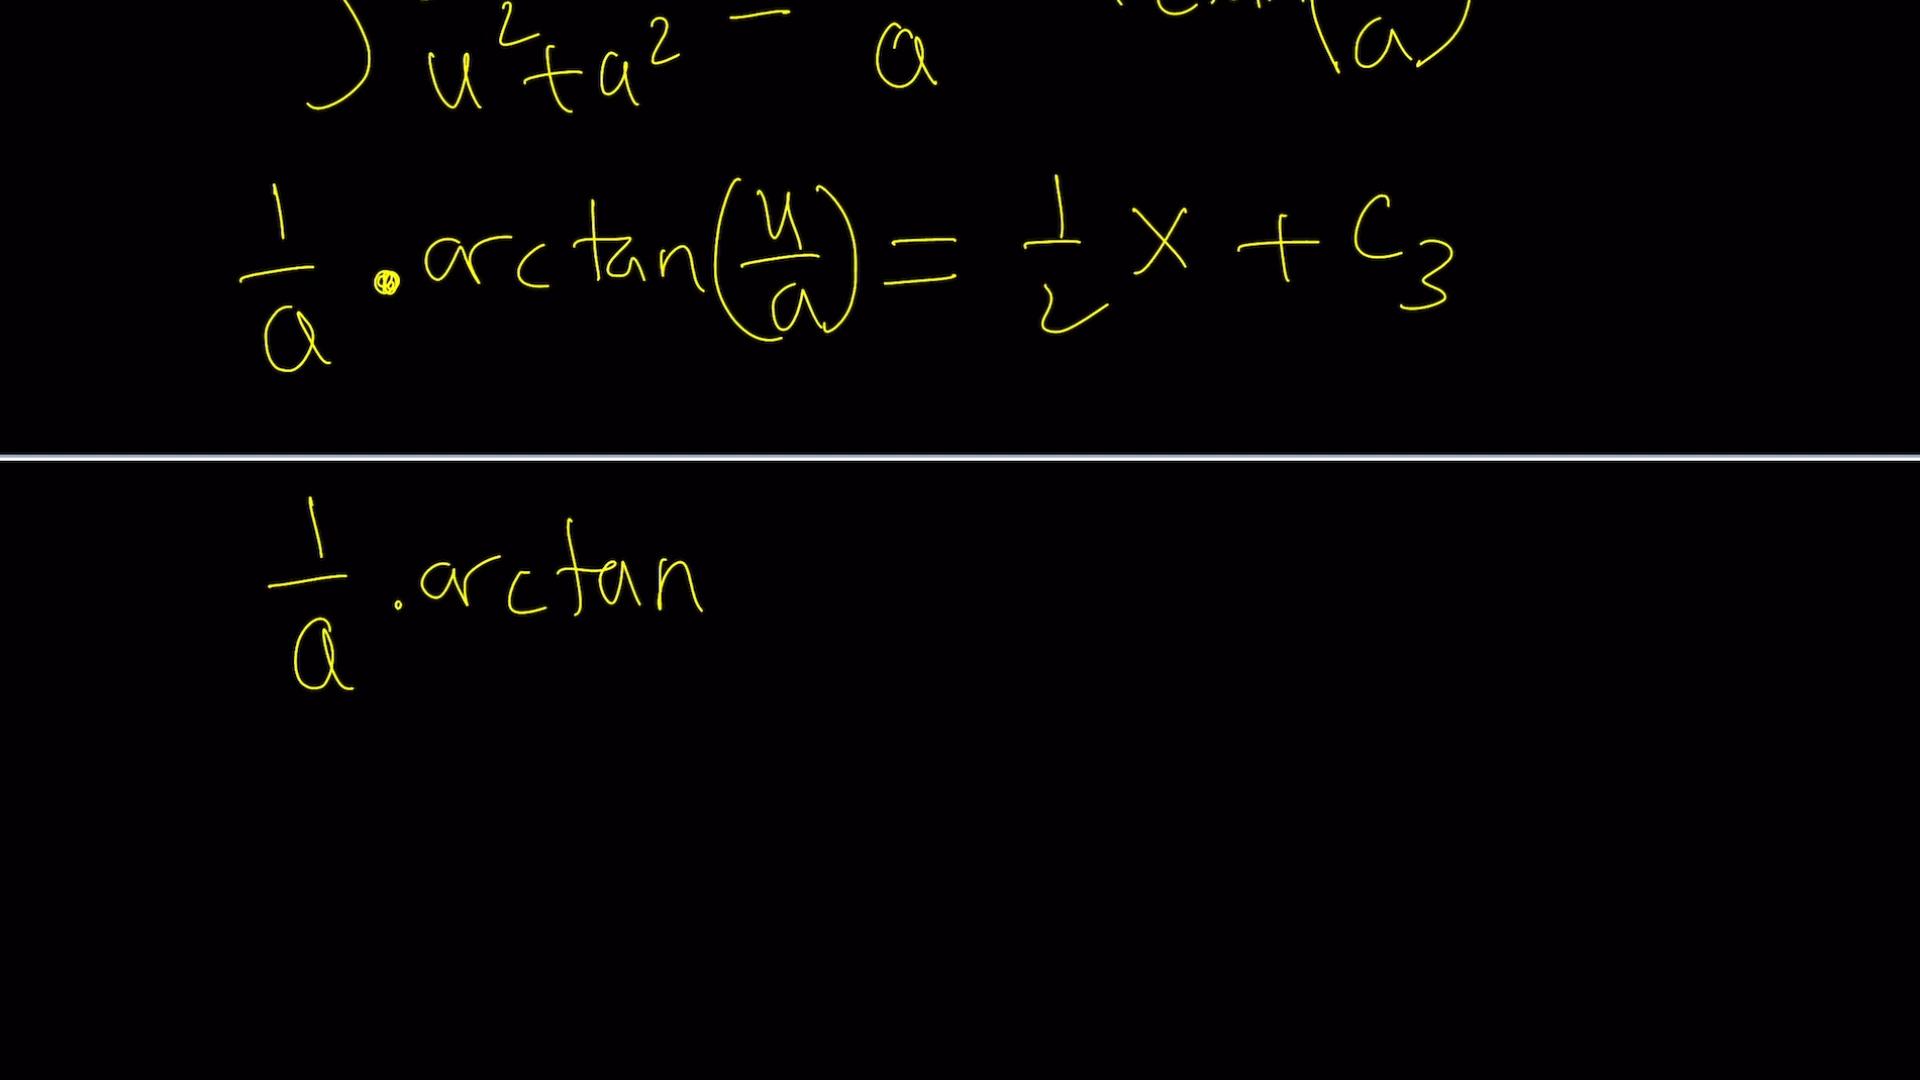 ∫ u² + a² = a (a)
1/a · arctan(u/a) = 1/2 x + C₃
1/a · arctan